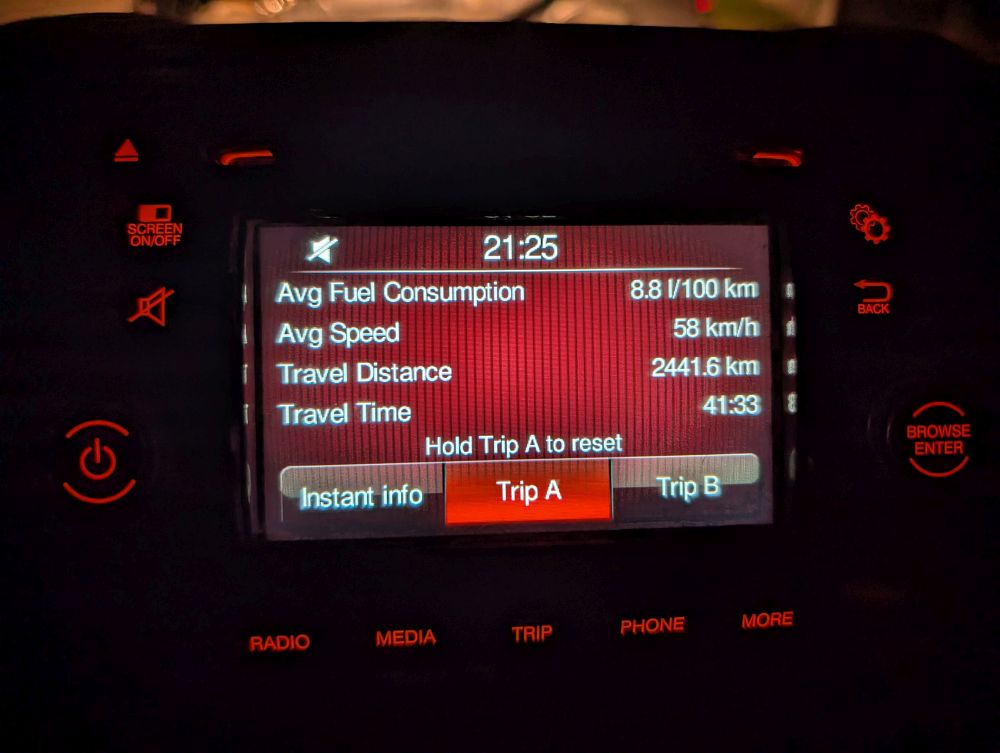 SCREEN
ON/OFF
21:25
Avg Fuel Consumption 8.8 l/100 km
Avg Speed 58 km/h
Travel Distance 2441.6 km
Travel Time 41:33
Hold Trip A to reset
Instant info Trip A Trip B
BACK
BROWSE
ENTER
RADIO MEDIA TRIP PHONE MORE